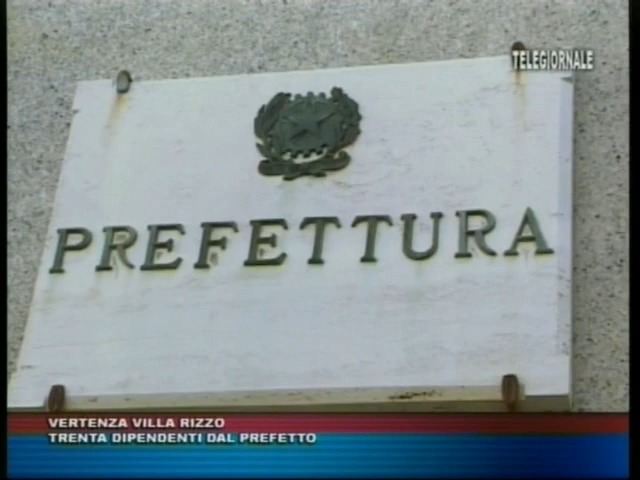 TELEGIORNALE
PREFETTURA
VERTENZA VILLA RIZZO
TRENTA DIPENDENTI DAL PREFETTO